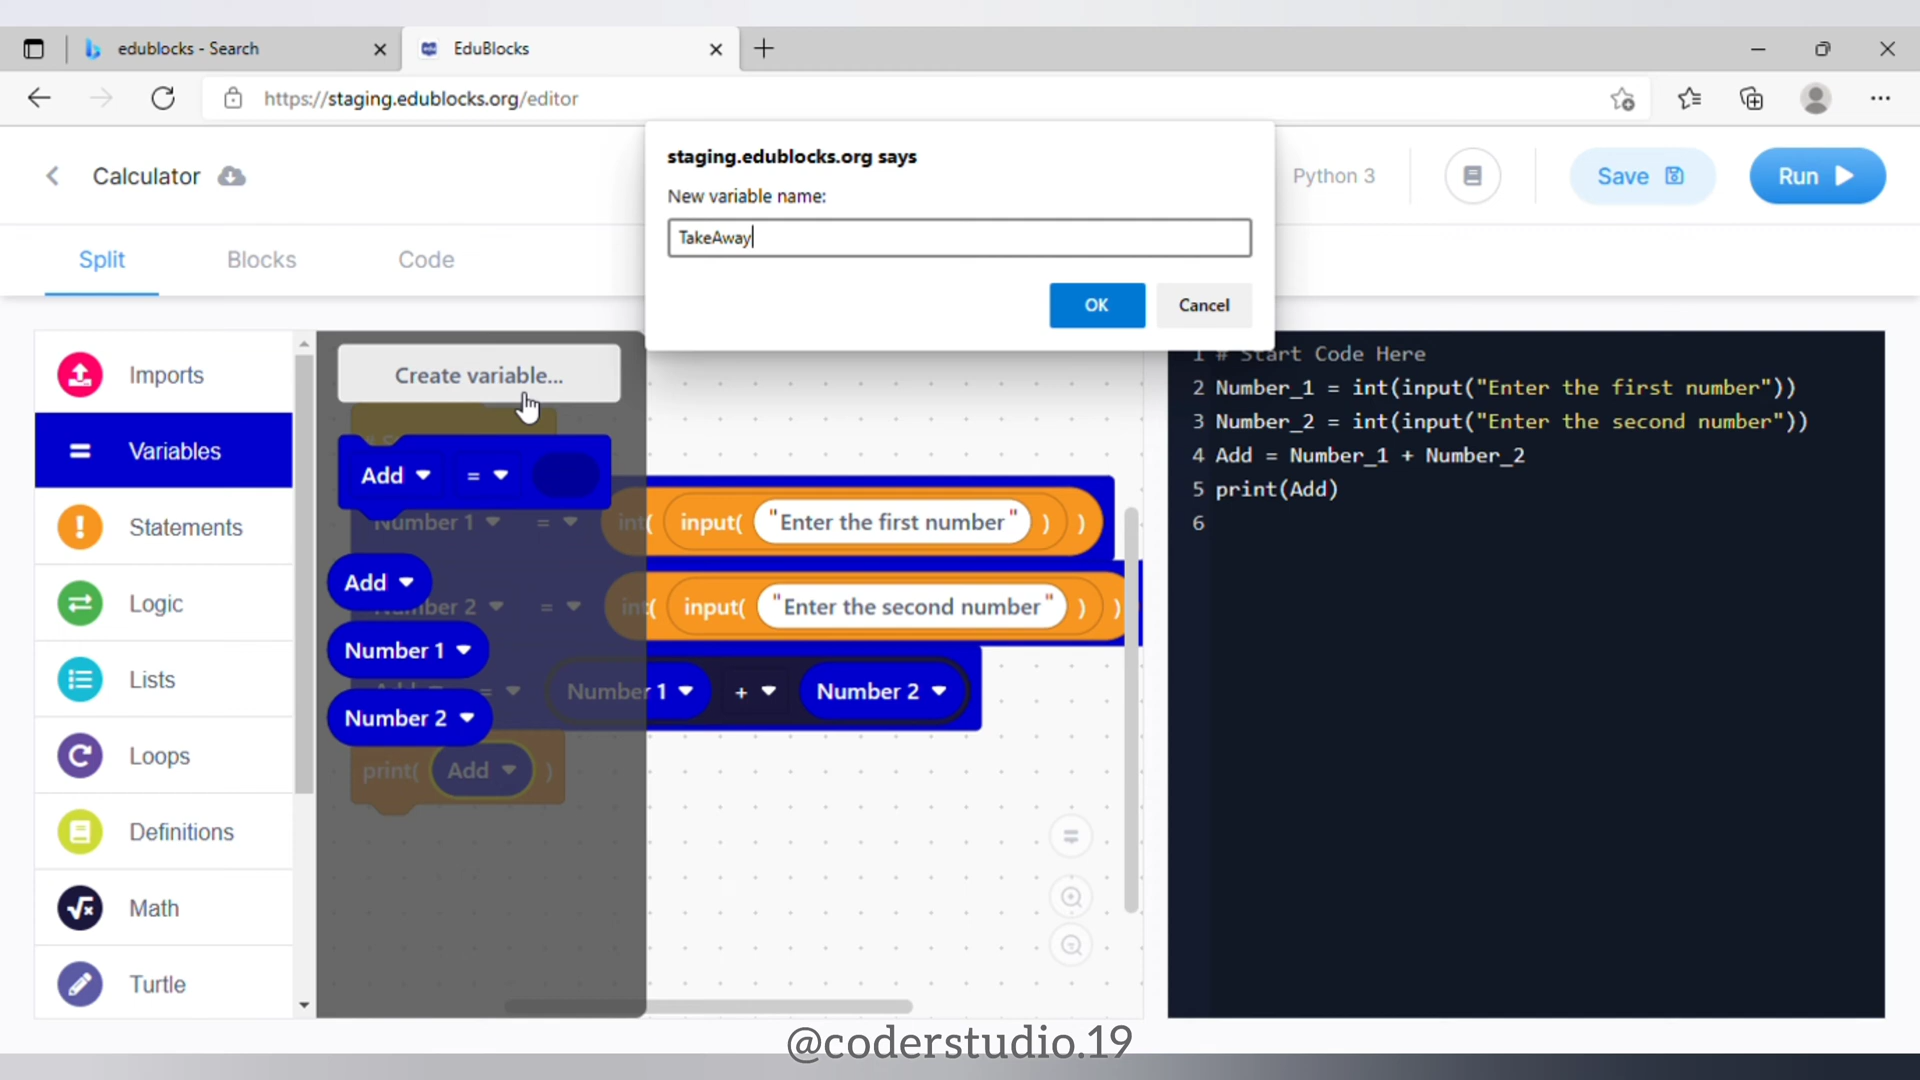 edublocks - Search
EduBlocks
https://staging.edublocks.org/editor
staging.edublocks.org says
New variable name:
TakeAway
OK
Cancel
Calculator
Python 3
Save
Run
Split
Blocks
Code
Imports
Variables
Statements
Logic
Lists
Loops
Definitions
Math
Turtle
Create variable...
Add =
Add
Number 1
Number 2
Number 1 = int( input( "Enter the first number" ) )
Number 2 = int( input( "Enter the second number" ) )
Add = Number 1 + Number 2
print( Add )
1 # Start Code Here
2 Number_1 = int(input("Enter the first number"))
3 Number_2 = int(input("Enter the second number"))
4 Add = Number_1 + Number_2
5 print(Add)
6
@coderstudio.19